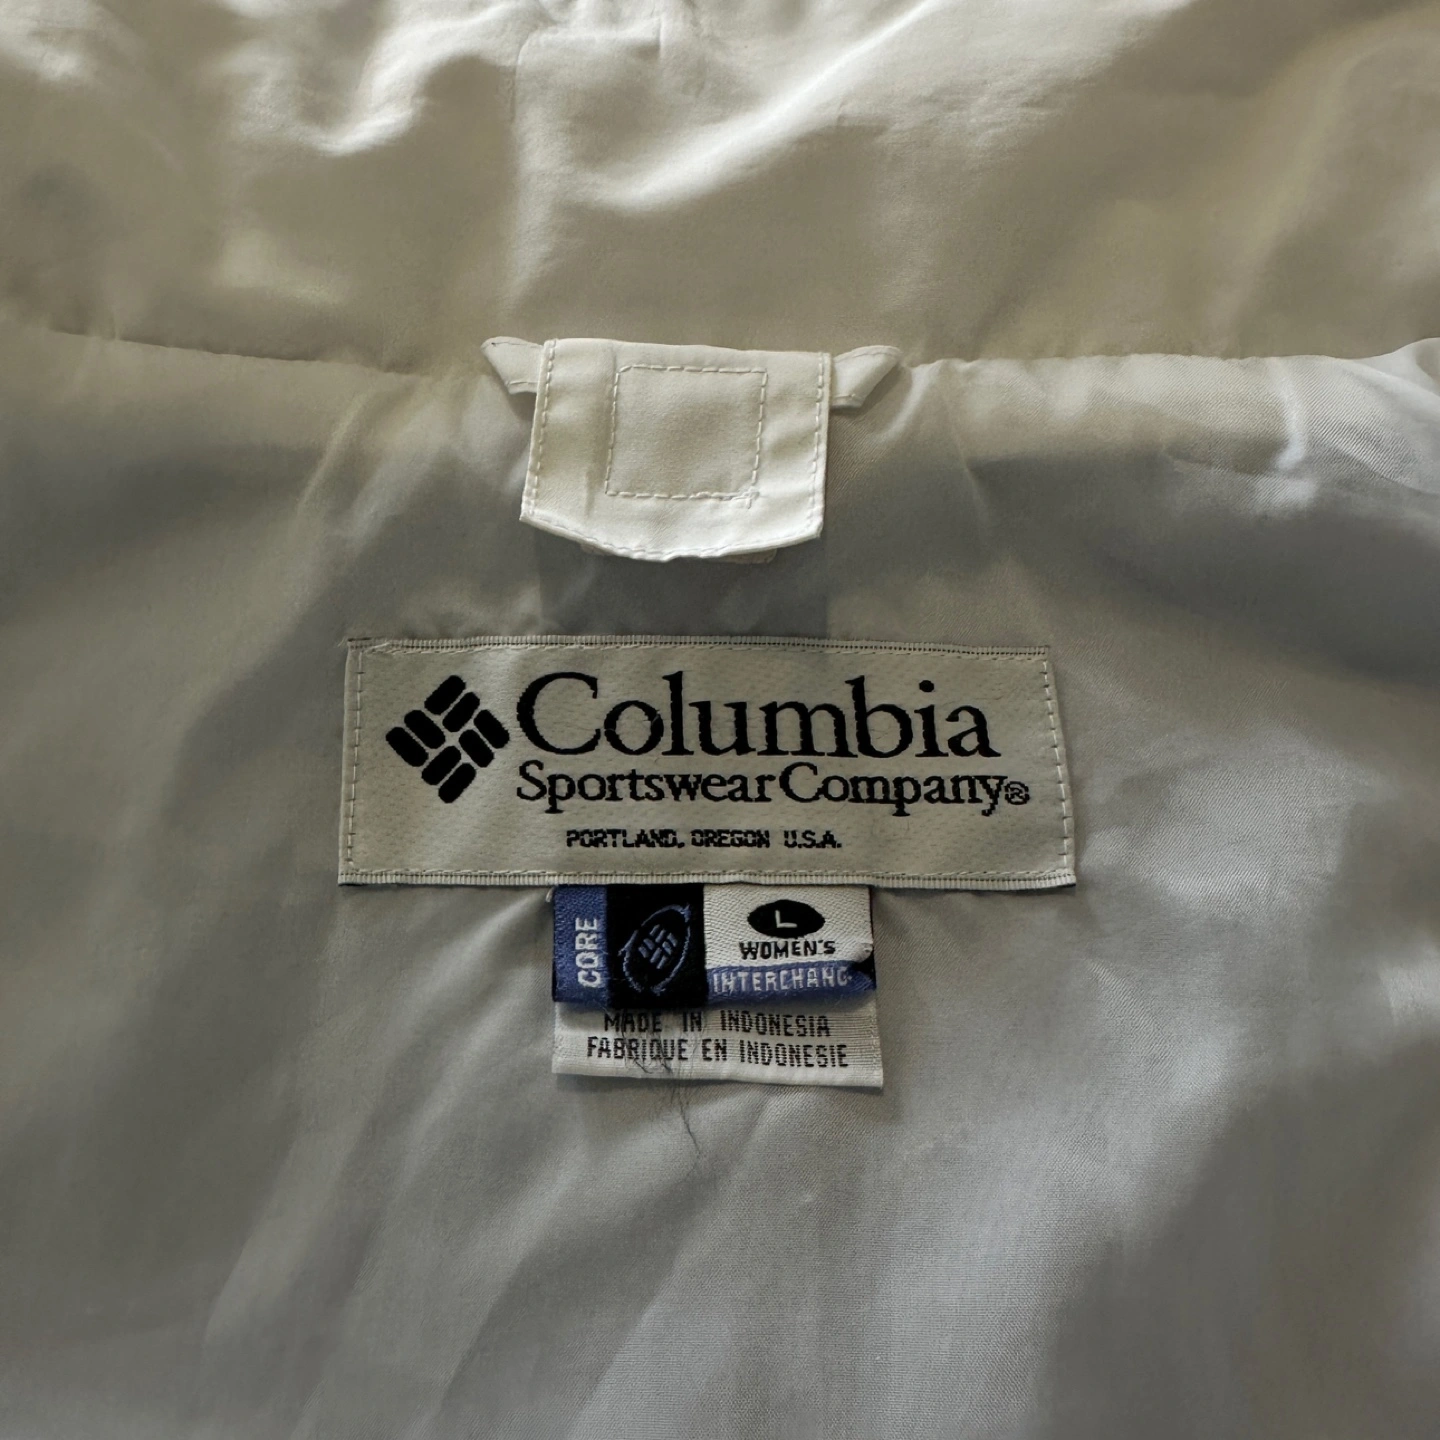 Columbia
Sportswear Company®
PORTLAND, OREGON U.S.A.
CORE
L
WOMEN'S
INTERCHANG
MADE IN INDONESIA
FABRIQUE EN INDONESIE